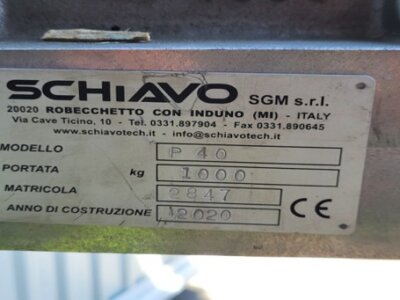 SCHIAVO SGM s.r.l.
20020 ROBECCHETTO CON INDUNO (MI) - ITALY
Via Cave Ticino, 10 - Tel. 0331.897904 - Fax 0331.890645
www.schiavotech.it - info@schiavotech.it
MODELLO P 40
PORTATA kg 1000
MATRICOLA 2847
ANNO DI COSTRUZIONE 2020 CE